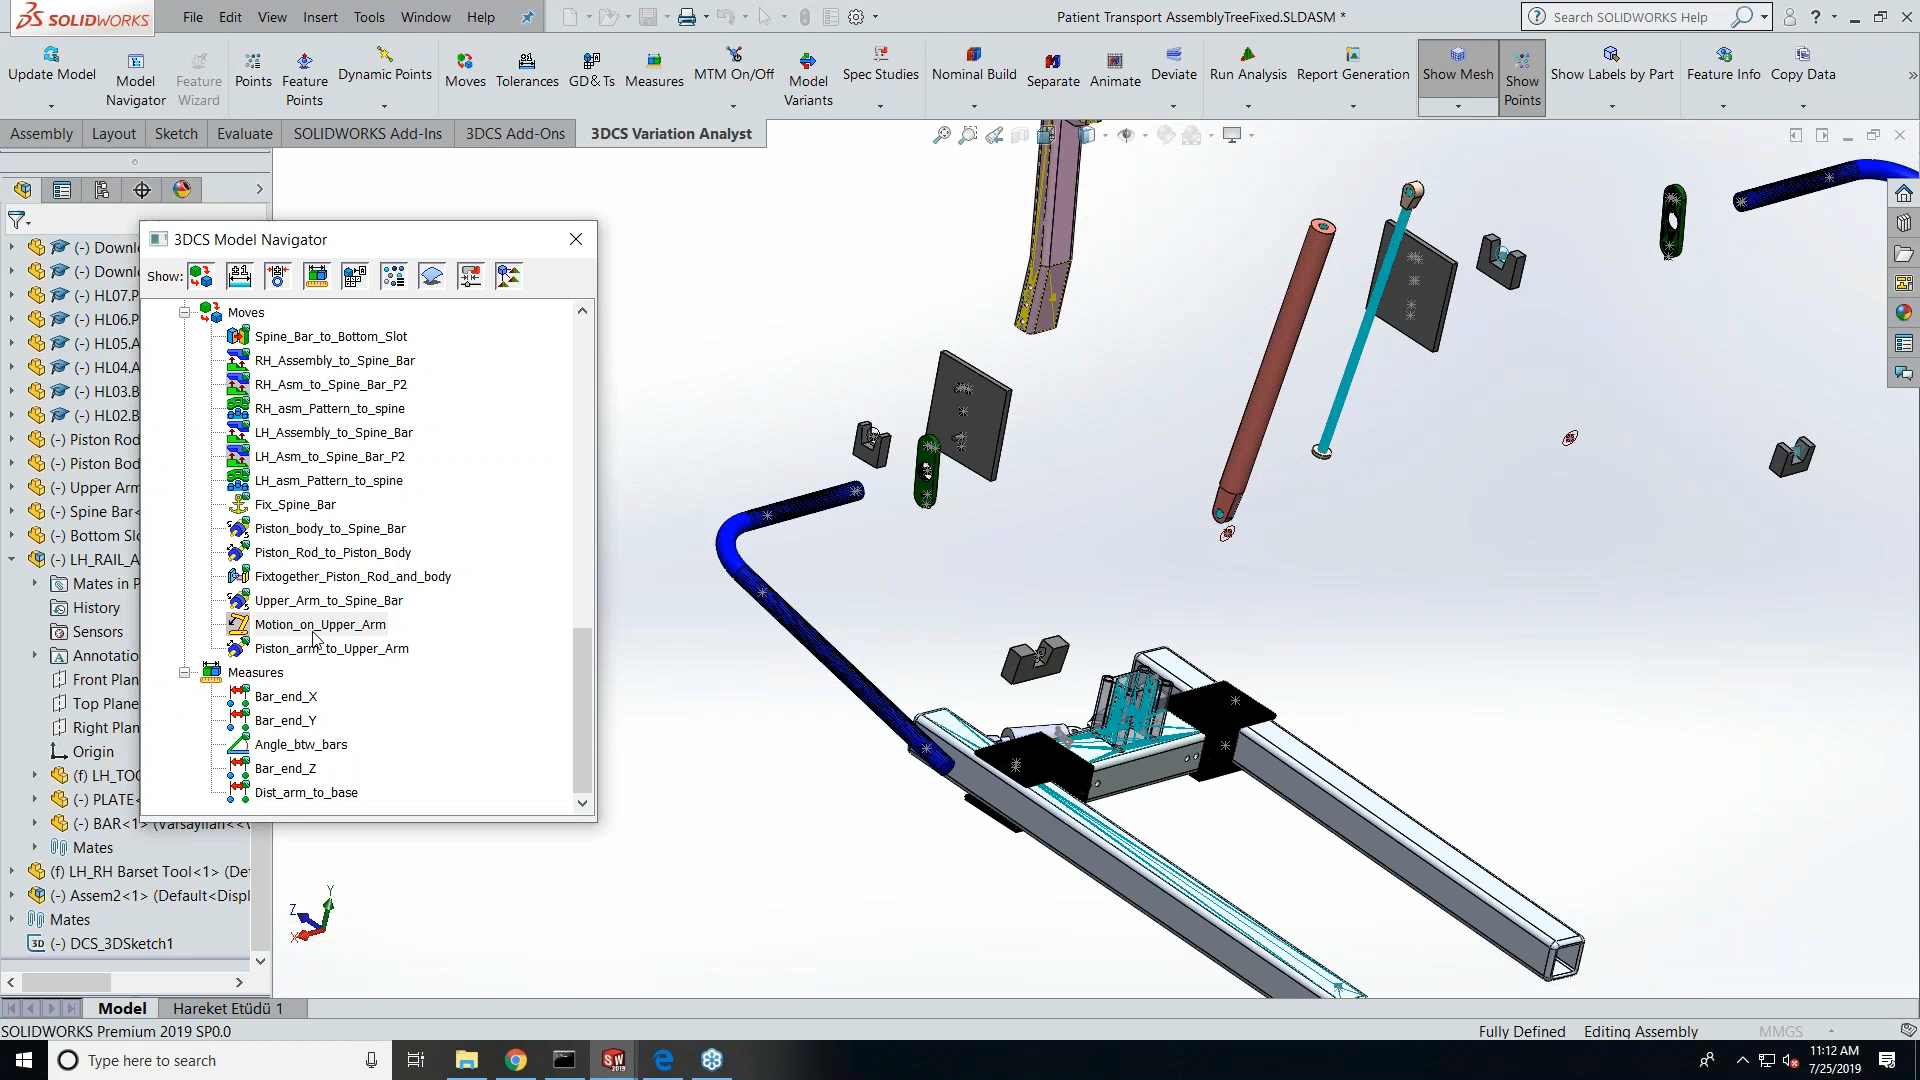 SOLIDWORKS
File Edit View Insert Tools Window Help
Patient Transport AssemblyTreeFixed.SLDASM *
Search SOLIDWORKS Help
Update Model
Model Navigator
Feature Wizard
Points
Feature Points
Dynamic Points
Moves
Tolerances
GD&Ts
Measures
MTM On/Off
Model Variants
Spec Studies
Nominal Build
Separate
Animate
Deviate
Run Analysis
Report Generation
Show Mesh
Show Points
Show Labels by Part
Feature Info
Copy Data
Assembly Layout Sketch Evaluate SOLIDWORKS Add-Ins 3DCS Add-Ons 3DCS Variation Analyst
(-) Downl
(-) Downl
(-) HL07.P
(-) HL06.P
(-) HL05.A
(-) HL04.A
(-) HL03.B
(-) HL02.B
(-) Piston Rod
(-) Piston Bod
(-) Upper Arm
(-) Spine Bar<
(-) Bottom Slo
(-) LH_RAIL_A
Mates in P
History
Sensors
Annotatio
Front Plan
Top Plane
Right Plan
Origin
(f) LH_TOO
(-) PLATE<
(-) BAR<1> (Varsayılan<<V
Mates
(f) LH_RH Barset Tool<1> (De
(-) Assem2<1> (Default<Displ
Mates
3D (-) DCS_3DSketch1
3DCS Model Navigator
Show:
Moves
Spine_Bar_to_Bottom_Slot
RH_Assembly_to_Spine_Bar
RH_Asm_to_Spine_Bar_P2
RH_asm_Pattern_to_spine
LH_Assembly_to_Spine_Bar
LH_Asm_to_Spine_Bar_P2
LH_asm_Pattern_to_spine
Fix_Spine_Bar
Piston_body_to_Spine_Bar
Piston_Rod_to_Piston_Body
Fixtogether_Piston_Rod_and_body
Upper_Arm_to_Spine_Bar
Motion_on_Upper_Arm
Piston_arm_to_Upper_Arm
Measures
Bar_end_X
Bar_end_Y
Angle_btw_bars
Bar_end_Z
Dist_arm_to_base
Y
Z
X
Model Hareket Etüdü 1
SOLIDWORKS Premium 2019 SP0.0
Fully Defined Editing Assembly MMGS
Type here to search
SW 2019
11:12 AM
7/25/2019